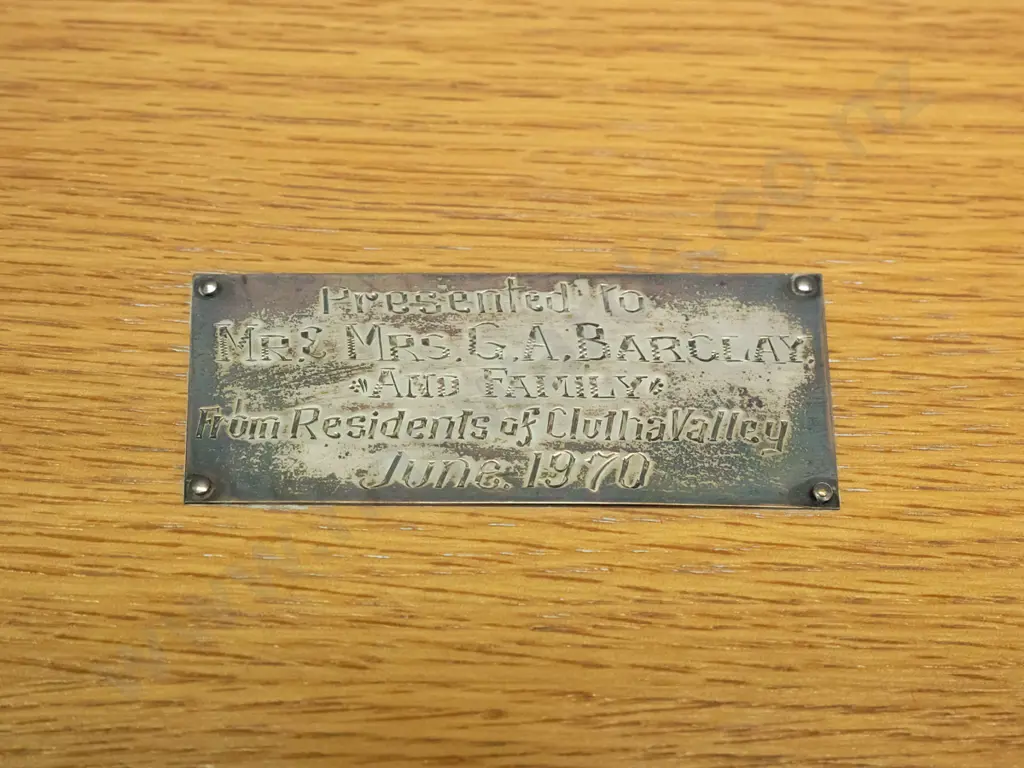 Presented to
Mr & Mrs. G. A. Barclay.
And Family
From Residents of Clutha Valley
June. 1970